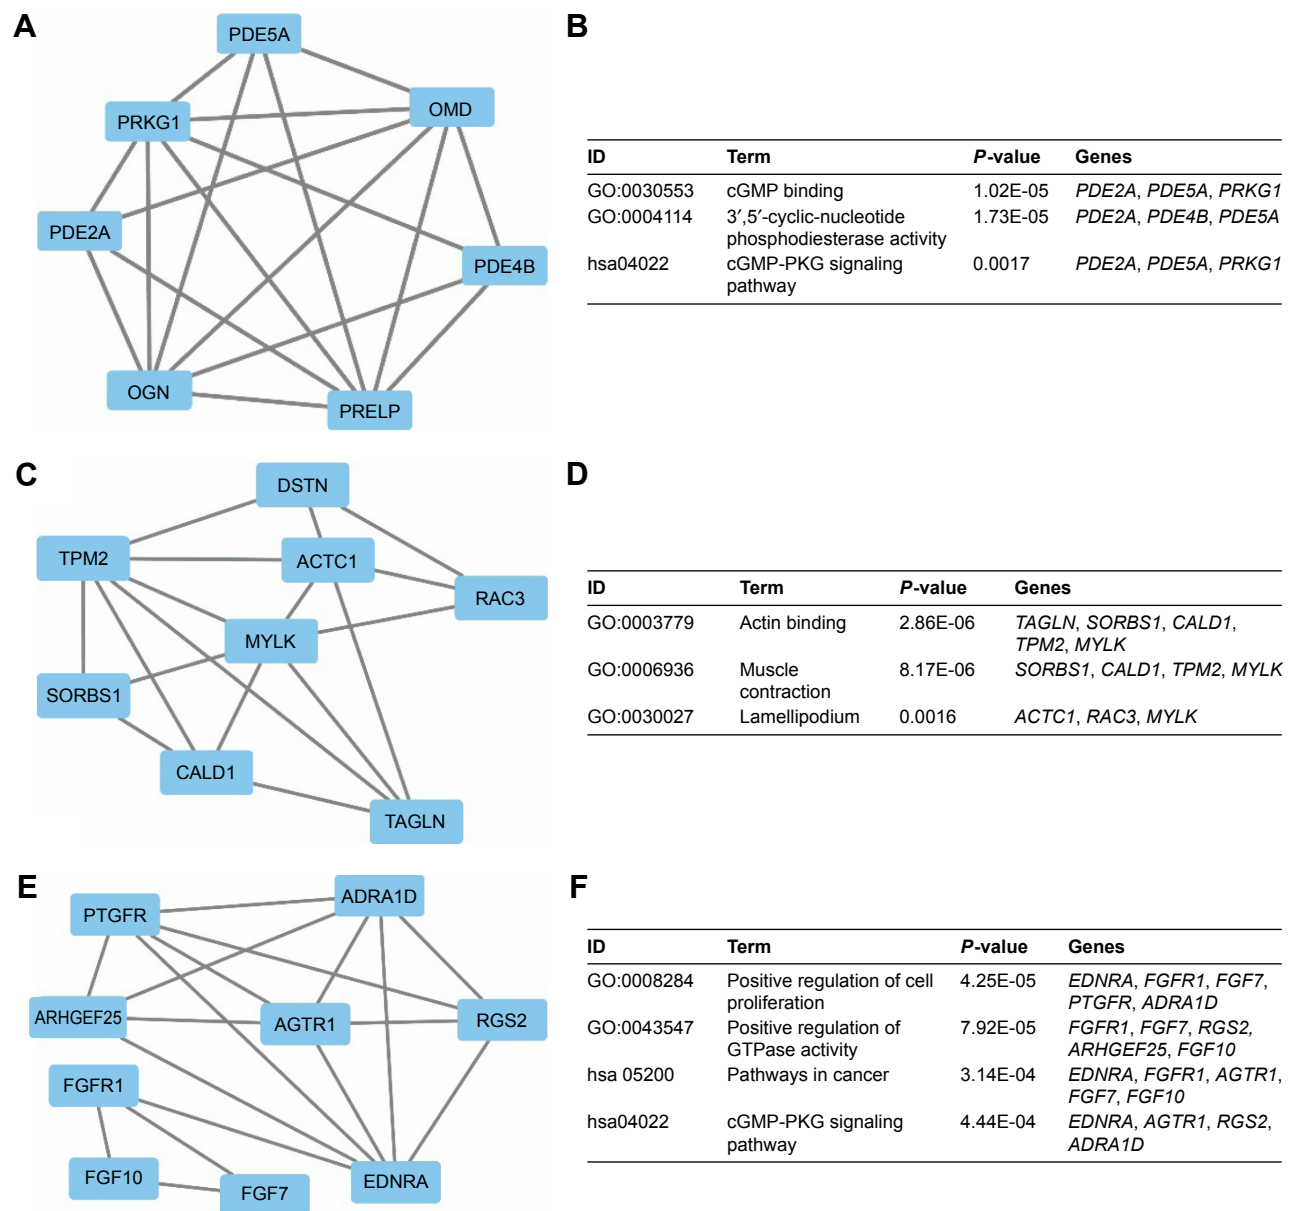 A
PDE5A
OMD
PRKG1
PDE2A
PDE4B
OGN
PRELP
B
ID Term P-value Genes
GO:0030553 cGMP binding 1.02E-05 PDE2A, PDE5A, PRKG1
GO:0004114 3′,5′-cyclic-nucleotide 1.73E-05 PDE2A, PDE4B, PDE5A
phosphodiesterase activity
hsa04022 cGMP-PKG signaling 0.0017 PDE2A, PDE5A, PRKG1
pathway
C
DSTN
TPM2
ACTC1
RAC3
MYLK
SORBS1
CALD1
TAGLN
D
ID Term P-value Genes
GO:0003779 Actin binding 2.86E-06 TAGLN, SORBS1, CALD1,
TPM2, MYLK
GO:0006936 Muscle 8.17E-06 SORBS1, CALD1, TPM2, MYLK
contraction
GO:0030027 Lamellipodium 0.0016 ACTC1, RAC3, MYLK
E
ADRA1D
PTGFR
ARHGEF25
AGTR1
RGS2
FGFR1
FGF10
EDNRA
FGF7
F
ID Term P-value Genes
GO:0008284 Positive regulation of cell 4.25E-05 EDNRA, FGFR1, FGF7,
proliferation PTGFR, ADRA1D
GO:0043547 Positive regulation of 7.92E-05 FGFR1, FGF7, RGS2,
GTPase activity ARHGEF25, FGF10
hsa 05200 Pathways in cancer 3.14E-04 EDNRA, FGFR1, AGTR1,
FGF7, FGF10
hsa04022 cGMP-PKG signaling 4.44E-04 EDNRA, AGTR1, RGS2,
pathway ADRA1D